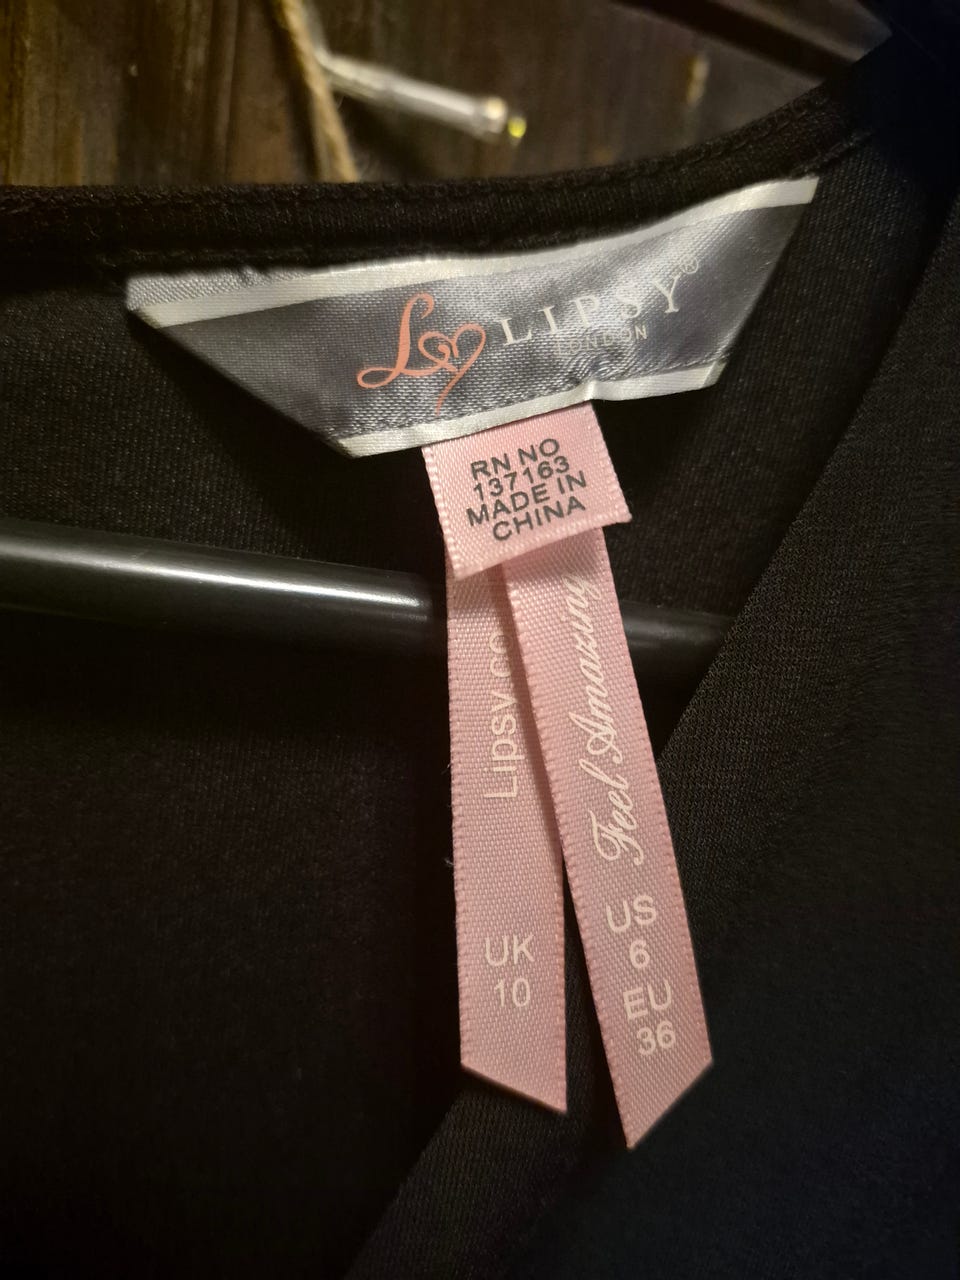 LIPSY®
LONDON
RN NO
137163
MADE IN
CHINA
Lipsy.co
UK
10
Feel Amazing
US
6
EU
36